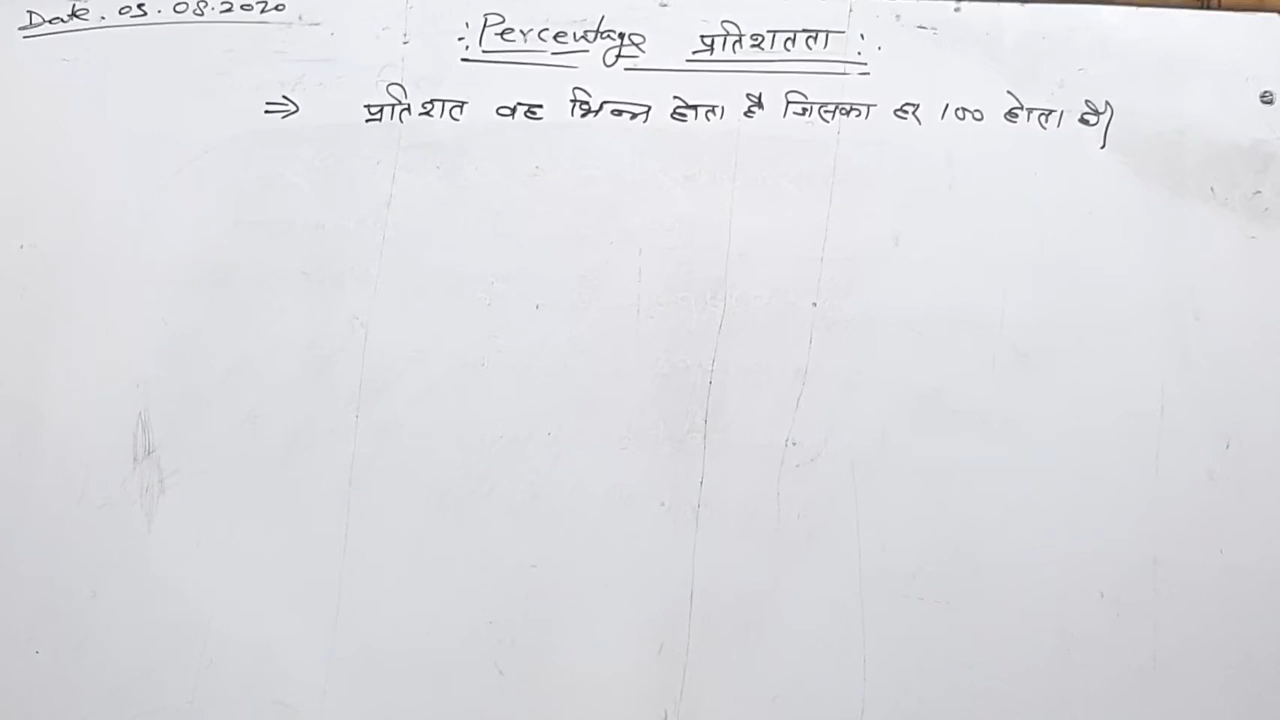 Date. 05.08.2020
:Percentage प्रतिशतता:
⇒ प्रतिशत वह भिन्न होता है जिसका हर 100 होता है।